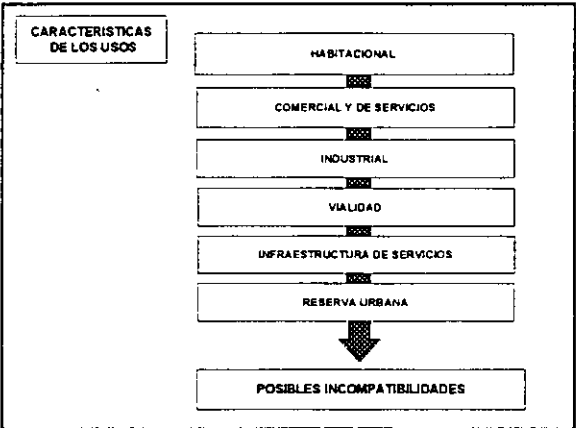 CARACTERISTICAS
DE LOS USOS
HABITACIONAL
COMERCIAL Y DE SERVICIOS
INDUSTRIAL
VIALIDAD
INFRAESTRUCTURA DE SERVICIOS
RESERVA URBANA
POSIBLES INCOMPATIBILIDADES